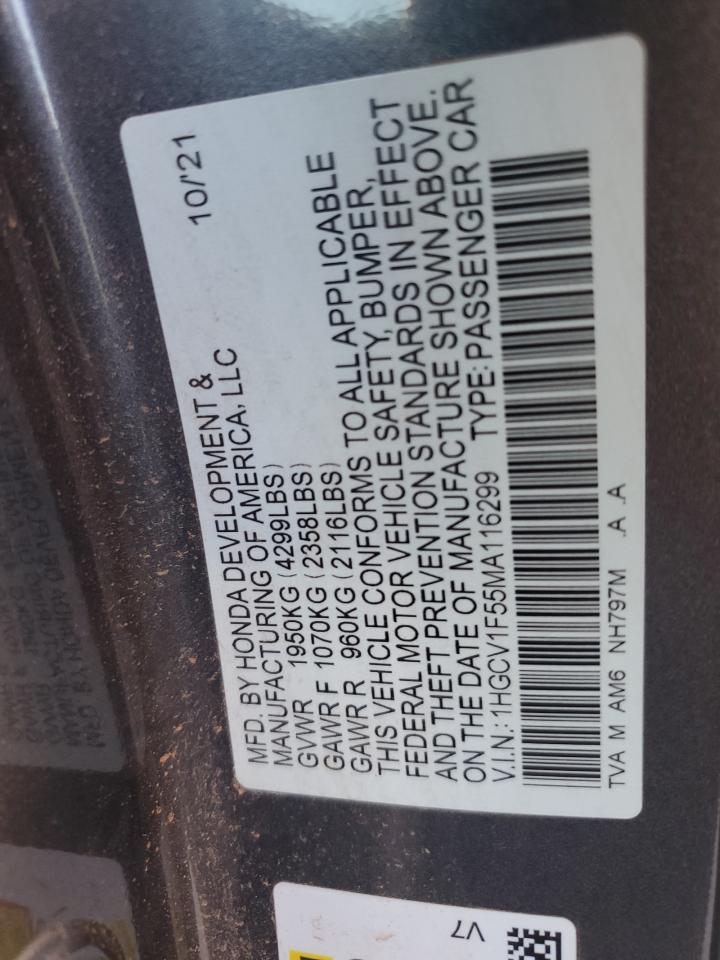 10/'21
MFD. BY HONDA DEVELOPMENT &
MANUFACTURING OF AMERICA, LLC
GVWR 1950KG (4299LBS)
GAWR F 1070KG (2358LBS)
GAWR R 960KG (2116LBS)
THIS VEHICLE CONFORMS TO ALL APPLICABLE
FEDERAL MOTOR VEHICLE SAFETY, BUMPER,
AND THEFT PREVENTION STANDARDS IN EFFECT
ON THE DATE OF MANUFACTURE SHOWN ABOVE.
V.I.N.: 1HGCV1F55MA116299 TYPE: PASSENGER CAR
TVA M AM6 NH797M .A .A
V7